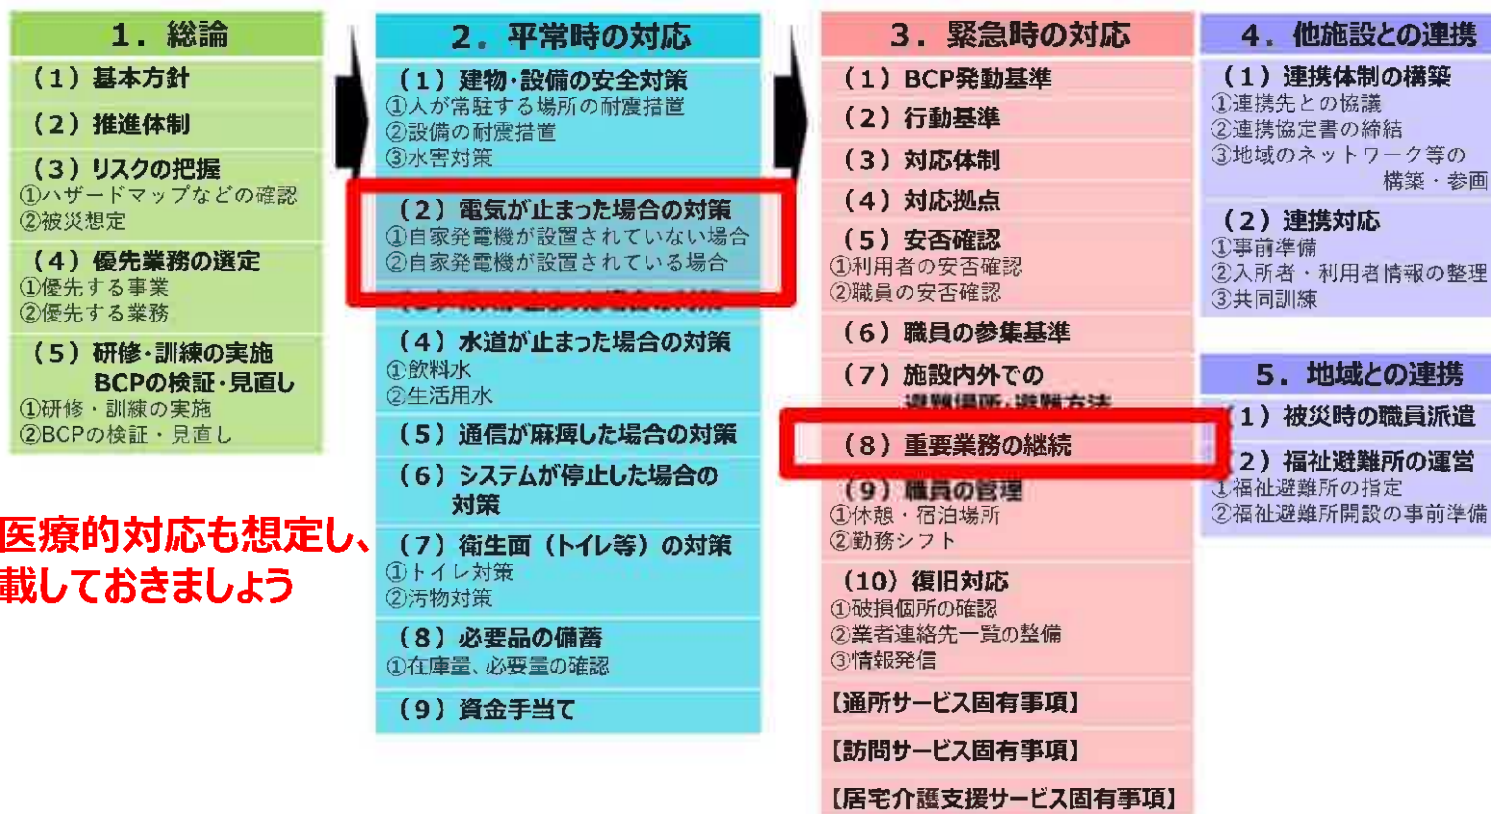 1．総論
（1）基本方針
（2）推進体制
（3）リスクの把握
①ハザードマップなどの確認
②被災想定
（4）優先業務の選定
①優先する事業
②優先する業務
（5）研修・訓練の実施
BCPの検証・見直し
①研修・訓練の実施
②BCPの検証・見直し
医療的対応も想定し、
載しておきましょう
2．平常時の対応
（1）建物・設備の安全対策
①人が常駐する場所の耐震措置
②設備の耐震措置
③水害対策
（2）電気が止まった場合の対策
①自家発電機が設置されていない場合
②自家発電機が設置されている場合
（4）水道が止まった場合の対策
①飲料水
②生活用水
（5）通信が麻痺した場合の対策
（6）システムが停止した場合の
対策
（7）衛生面（トイレ等）の対策
①トイレ対策
②汚物対策
（8）必要品の備蓄
①在庫量、必要量の確認
（9）資金手当て
3．緊急時の対応
（1）BCP発動基準
（2）行動基準
（3）対応体制
（4）対応拠点
（5）安否確認
①利用者の安否確認
②職員の安否確認
（6）職員の参集基準
（7）施設内外での
避難場所・避難方法
（8）重要業務の継続
（9）職員の管理
①休憩・宿泊場所
②勤務シフト
（10）復旧対応
①破損個所の確認
②業者連絡先一覧の整備
③情報発信
【通所サービス固有事項】
【訪問サービス固有事項】
【居宅介護支援サービス固有事項】
4．他施設との連携
（1）連携体制の構築
①連携先との協議
②連携協定書の締結
③地域のネットワーク等の
構築・参画
（2）連携対応
①事前準備
②入所者・利用者情報の整理
③共同訓練
5．地域との連携
（1）被災時の職員派遣
（2）福祉避難所の運営
①福祉避難所の指定
②福祉避難所開設の事前準備